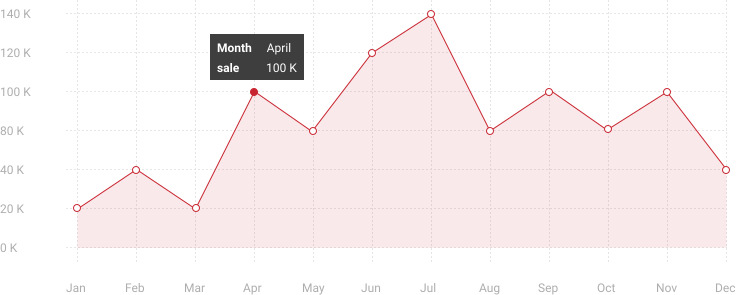 140 K
Month April
120 K
sale 100 K
100 K
80 K
40 K
20 K
0 K
Jan Feb Mar Apr May Jun Jul Aug Sep Oct Nov Dec